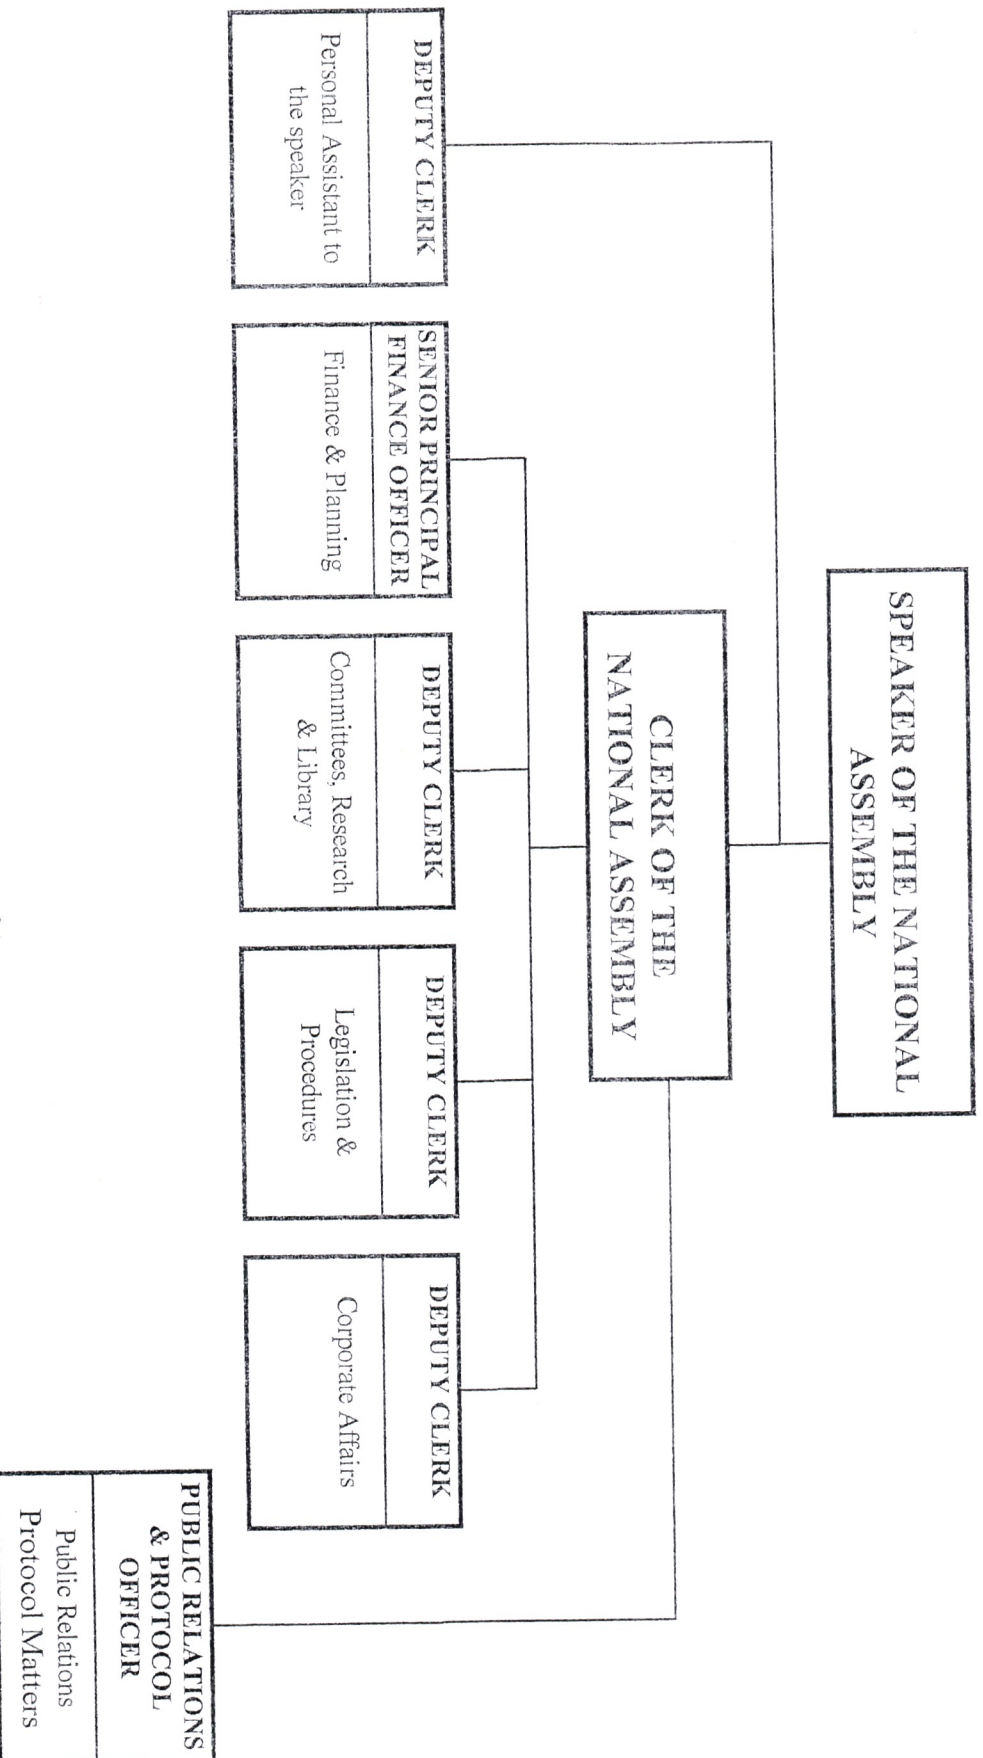 SPEAKER OF THE NATIONAL
ASSEMBLY
CLERK OF THE
NATIONAL ASSEMBLY
DEPUTY CLERK
Personal Assistant to
the speaker
SENIOR PRINCIPAL
FINANCE OFFICER
Finance & Planning
DEPUTY CLERK
Committees, Research
& Library
DEPUTY CLERK
Legislation &
Procedures
DEPUTY CLERK
Corporate Affairs
PUBLIC RELATIONS
& PROTOCOL
OFFICER
Public Relations
Protocol Matters